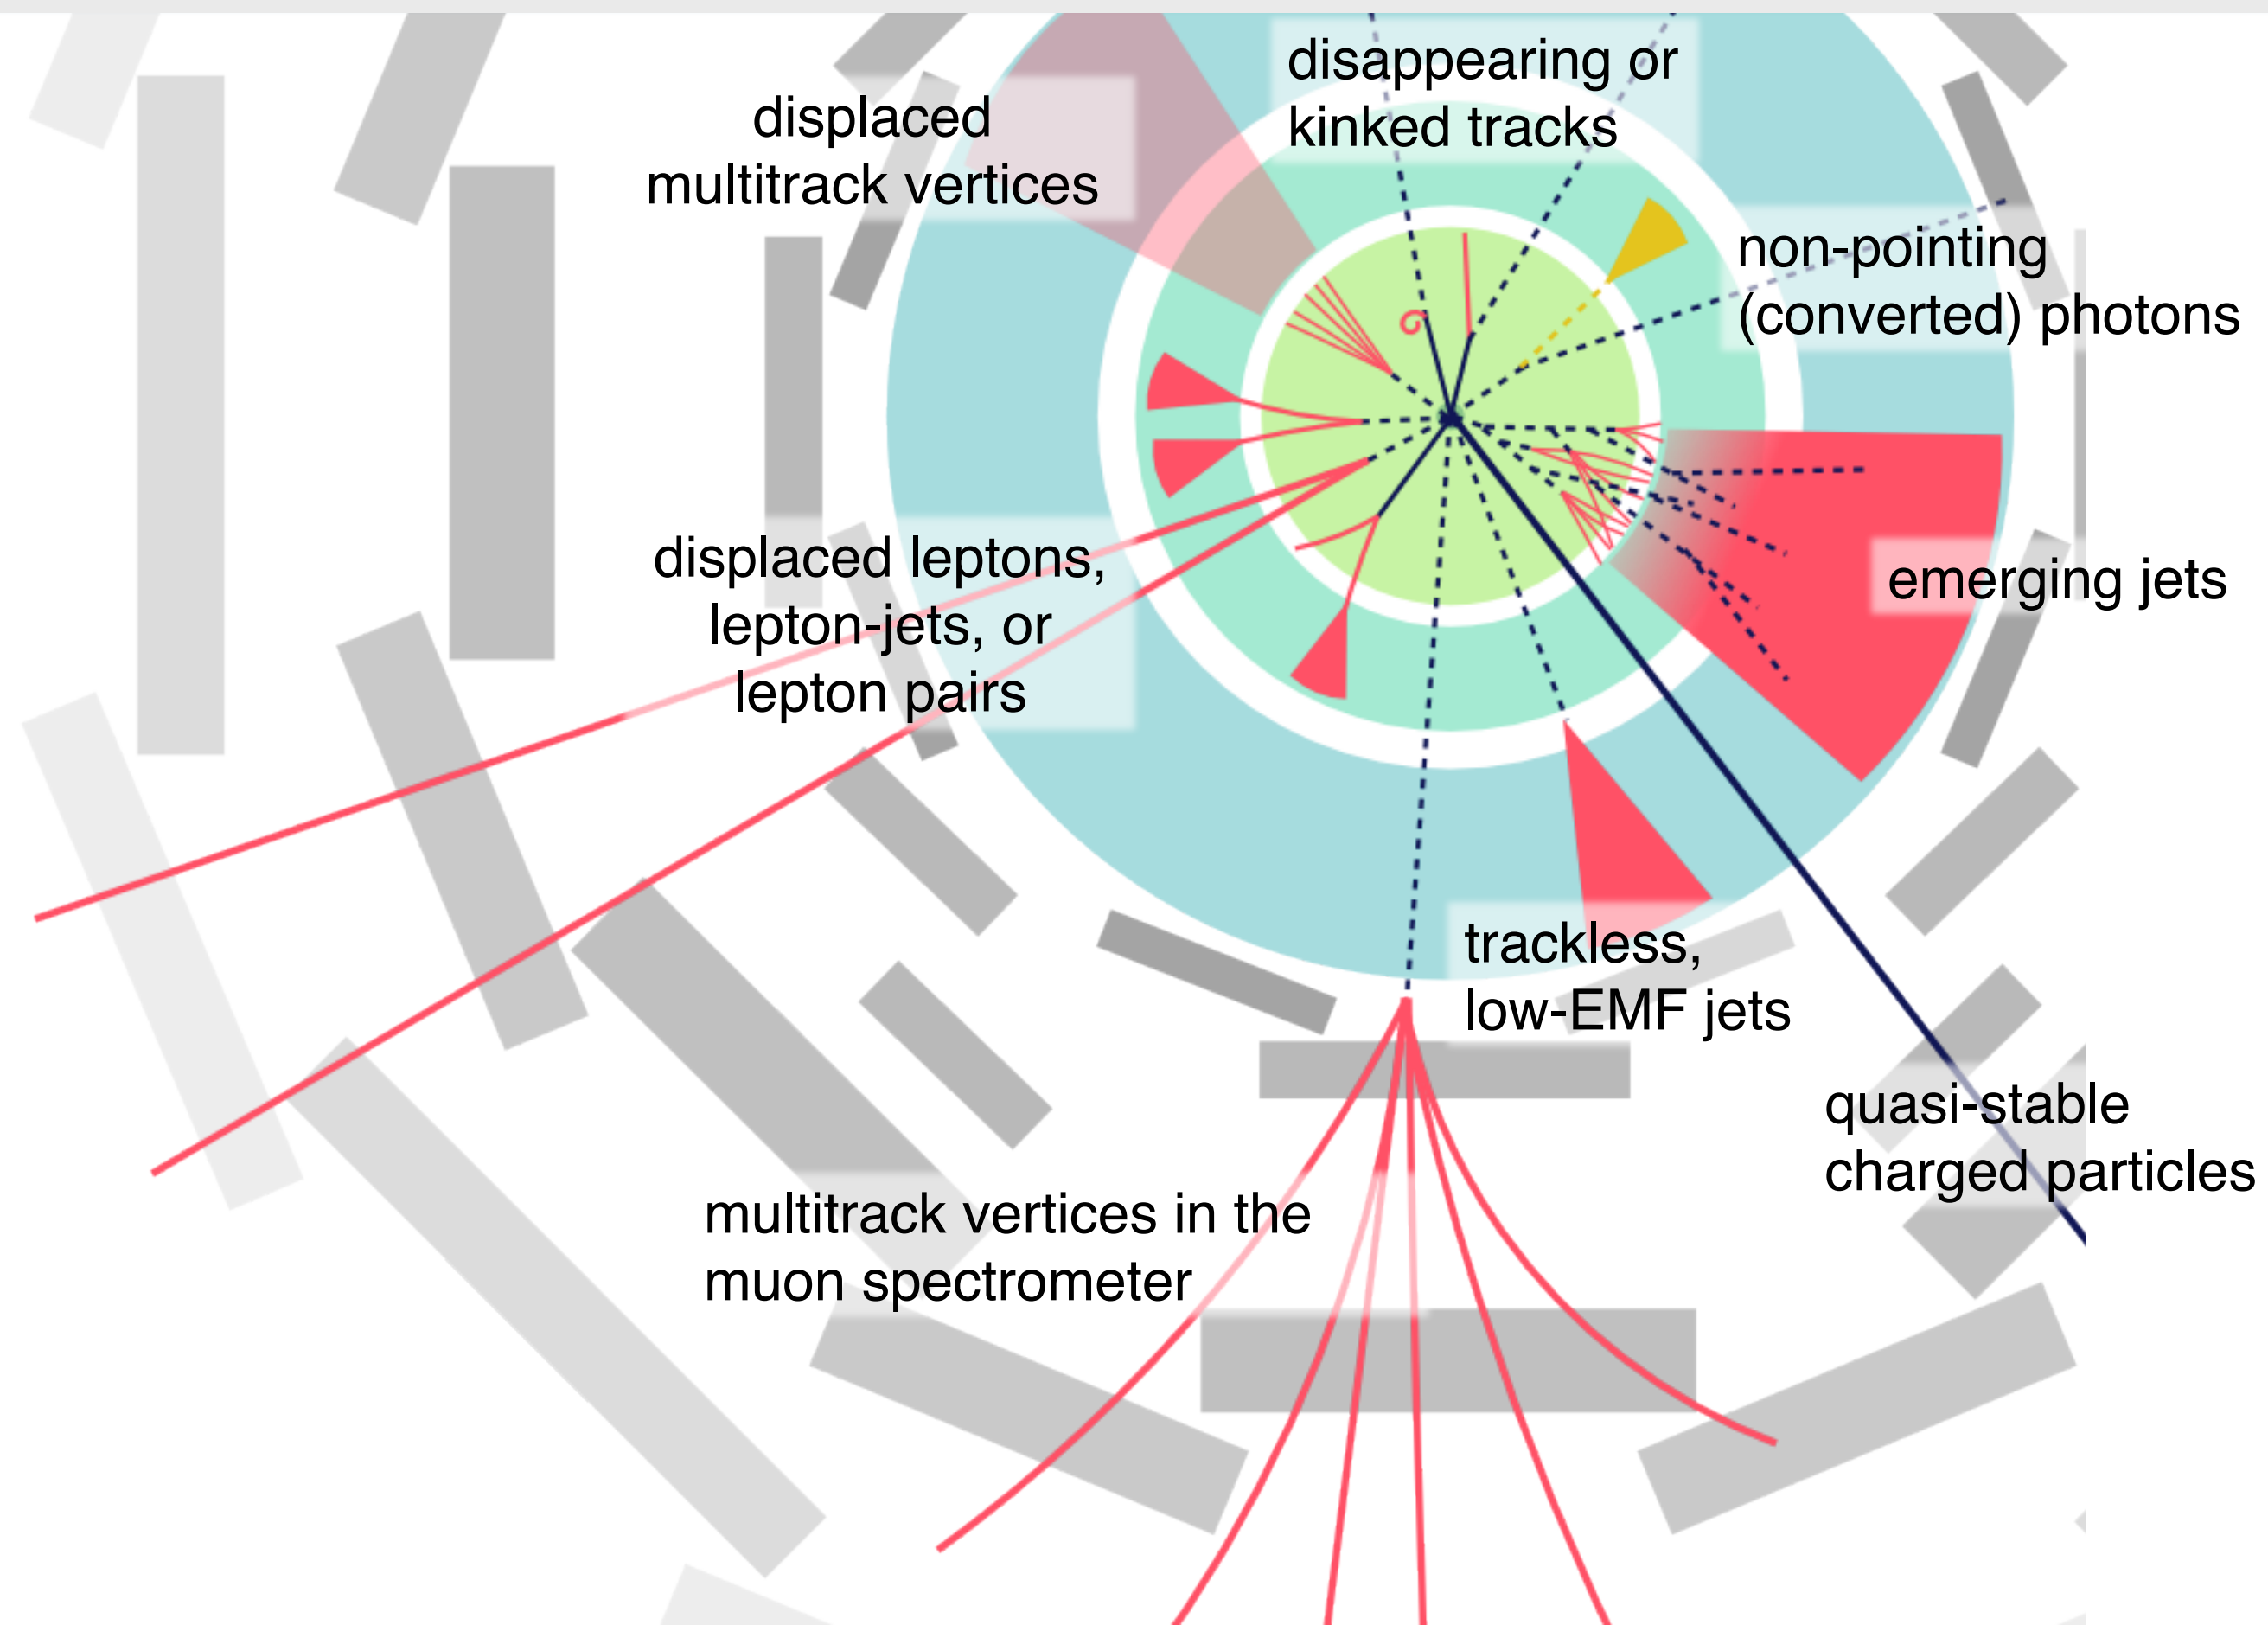 disappearing or
kinked tracks
displaced
multitrack vertices
non-pointing
(converted) photons
displaced leptons,
lepton-jets, or
lepton pairs
emerging jets
trackless,
low-EMF jets
quasi-stable
charged particles
multitrack vertices in the
muon spectrometer